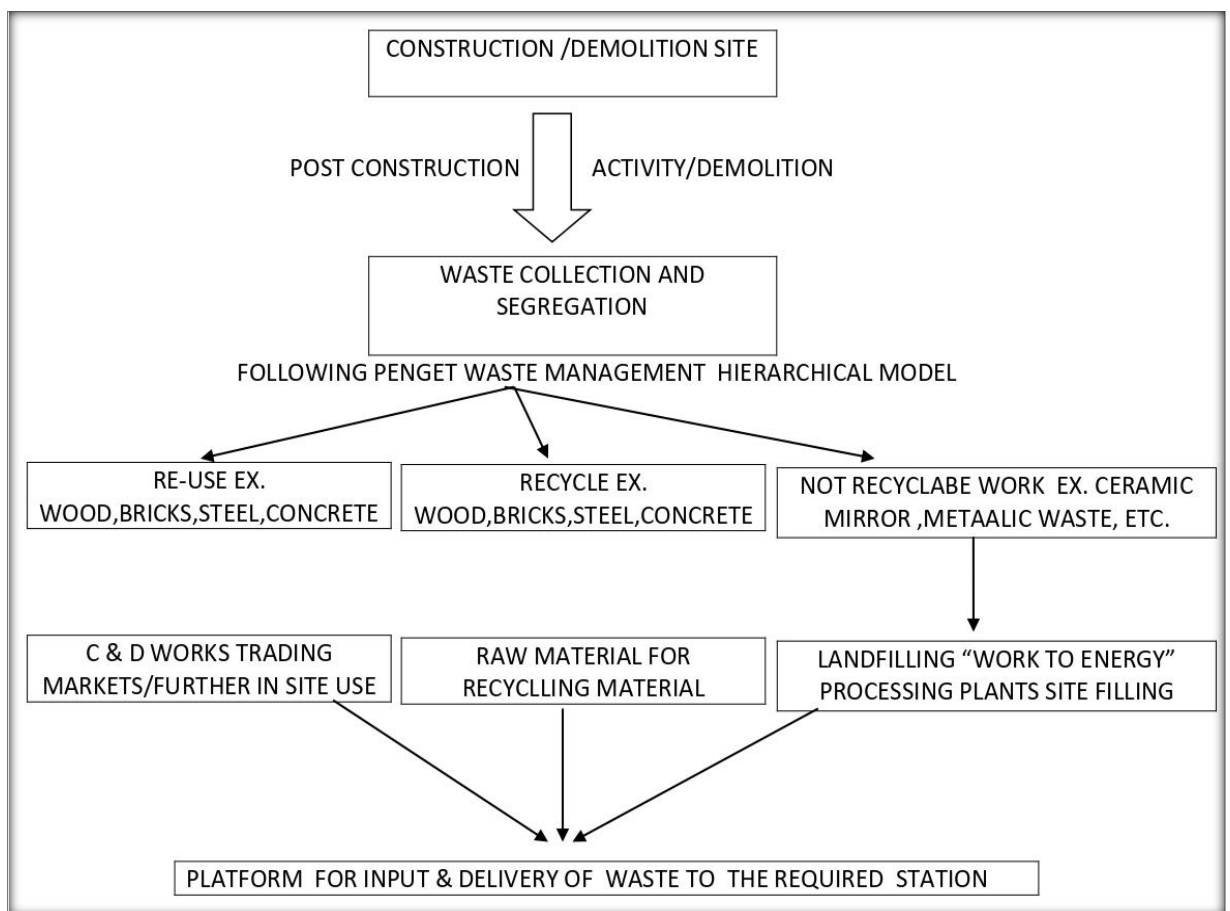 CONSTRUCTION /DEMOLITION SITE
POST CONSTRUCTION ACTIVITY/DEMOLITION
WASTE COLLECTION AND
SEGREGATION
FOLLOWING PENGET WASTE MANAGEMENT HIERARCHICAL MODEL
RE-USE EX.
WOOD,BRICKS,STEEL,CONCRETE
RECYCLE EX.
WOOD,BRICKS,STEEL,CONCRETE
NOT RECYCLABE WORK EX. CERAMIC
MIRROR ,METAALIC WASTE, ETC.
C & D WORKS TRADING
MARKETS/FURTHER IN SITE USE
RAW MATERIAL FOR
RECYCLLING MATERIAL
LANDFILLING “WORK TO ENERGY”
PROCESSING PLANTS SITE FILLING
PLATFORM FOR INPUT & DELIVERY OF WASTE TO THE REQUIRED STATION